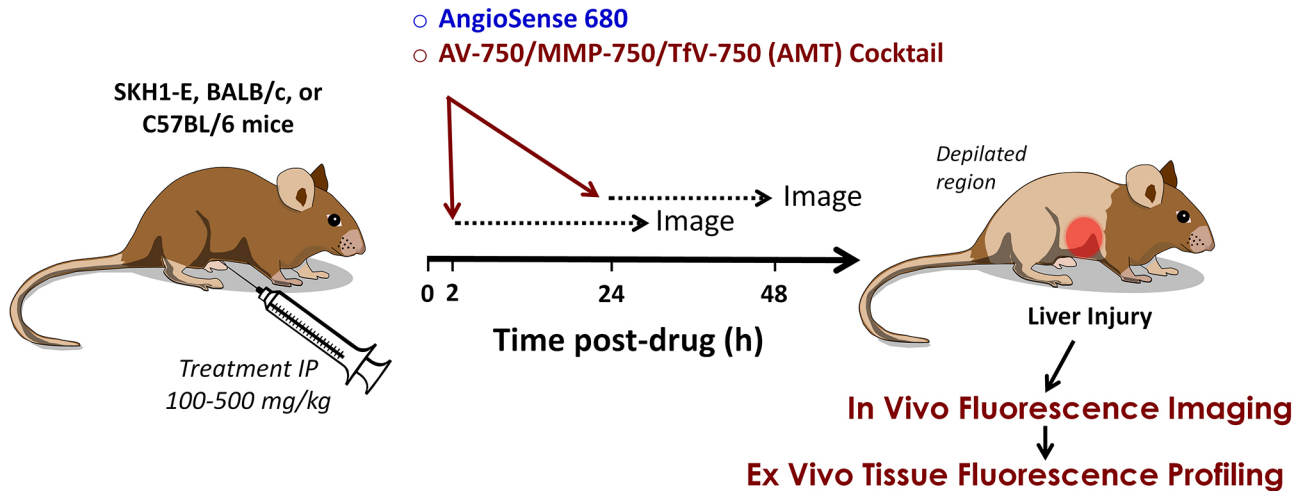 AngioSense 680
AV-750/MMP-750/TfV-750 (AMT) Cocktail
SKH1-E, BALB/c, or
C57BL/6 mice
Treatment IP
100-500 mg/kg
Image
Image
0 2 24 48
Time post-drug (h)
Depilated
region
Liver Injury
In Vivo Fluorescence Imaging
Ex Vivo Tissue Fluorescence Profiling